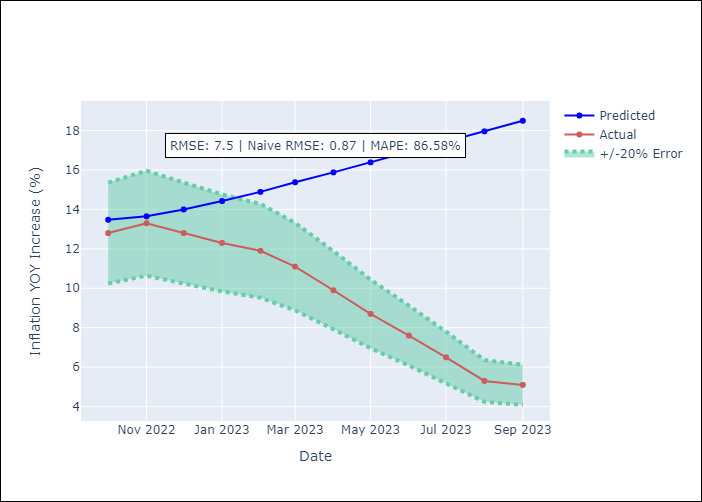 Predicted
Actual
+/-20% Error
RMSE: 7.5 | Naive RMSE: 0.87 | MAPE: 86.58%
Inflation YOY Increase (%)
18
16
14
12
10
8
6
4
Nov 2022 Jan 2023 Mar 2023 May 2023 Jul 2023 Sep 2023
Date